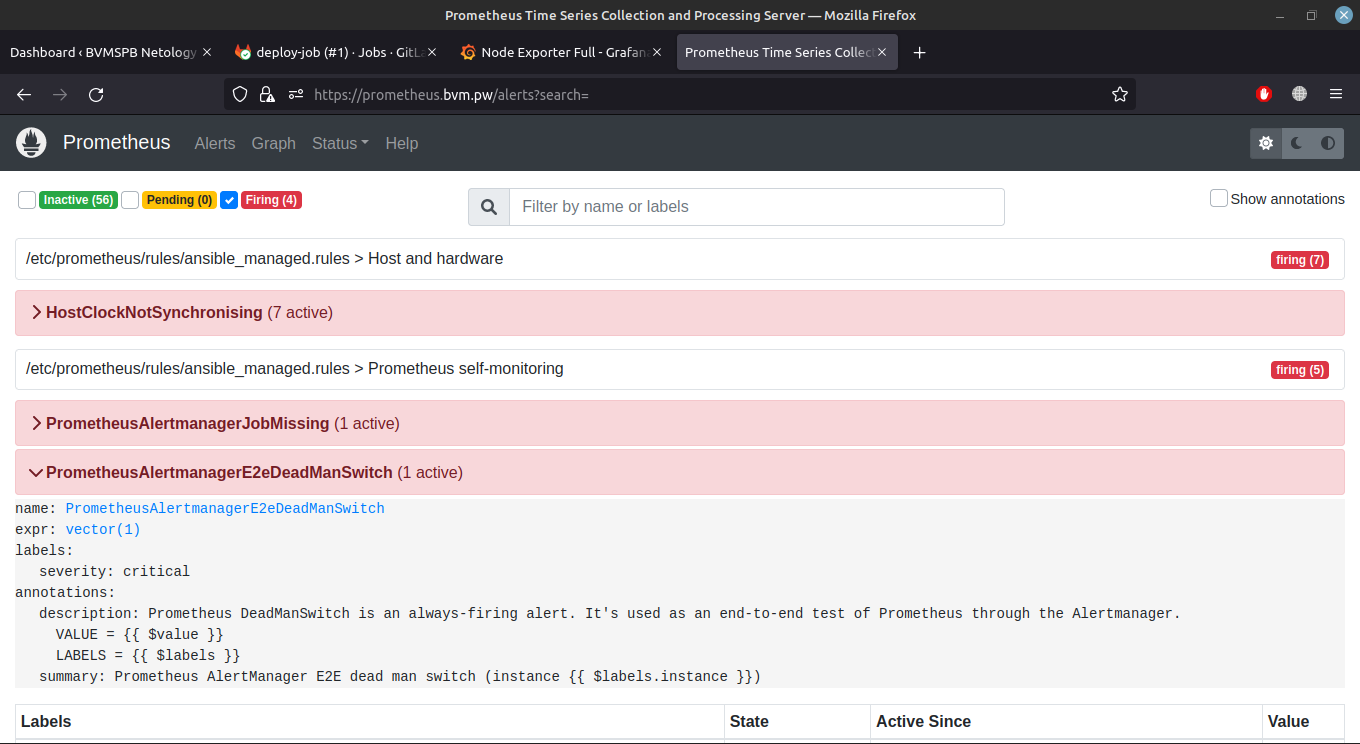 Prometheus Time Series Collection and Processing Server — Mozilla Firefox
Dashboard ‹ BVMSPB Netology
deploy-job (#1) · Jobs · GitLa
Node Exporter Full - Grafan
Prometheus Time Series Collec
https://prometheus.bvm.pw/alerts?search=
Prometheus Alerts Graph Status Help
Inactive (56) Pending (0) Firing (4)
Filter by name or labels
Show annotations
/etc/prometheus/rules/ansible_managed.rules > Host and hardware firing (7)
HostClockNotSynchronising (7 active)
/etc/prometheus/rules/ansible_managed.rules > Prometheus self-monitoring firing (5)
PrometheusAlertmanagerJobMissing (1 active)
PrometheusAlertmanagerE2eDeadManSwitch (1 active)
name: PrometheusAlertmanagerE2eDeadManSwitch
expr: vector(1)
labels:
severity: critical
annotations:
description: Prometheus DeadManSwitch is an always-firing alert. It's used as an end-to-end test of Prometheus through the Alertmanager.
VALUE = {{ $value }}
LABELS = {{ $labels }}
summary: Prometheus AlertManager E2E dead man switch (instance {{ $labels.instance }})
Labels State Active Since Value